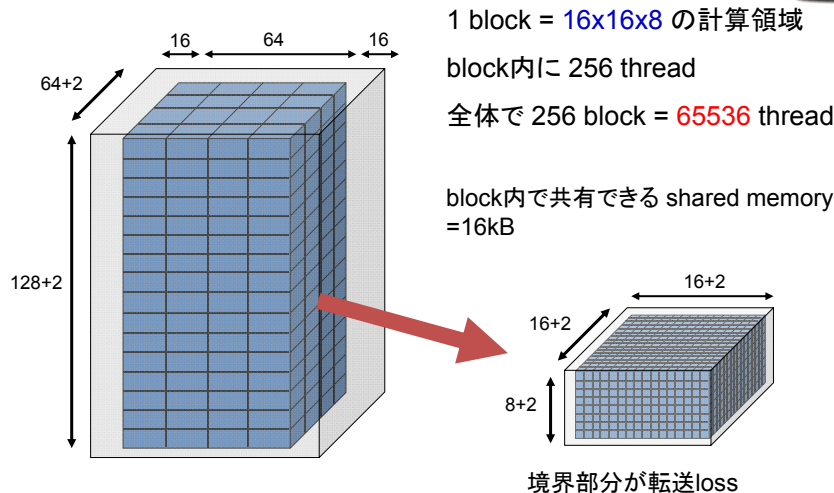 1 block = 16x16x8 の計算領域
block内に 256 thread
全体で 256 block = 65536 thread
block内で共有できる shared memory
=16kB
16
64
16
64+2
128+2
16+2
16+2
8+2
境界部分が転送loss